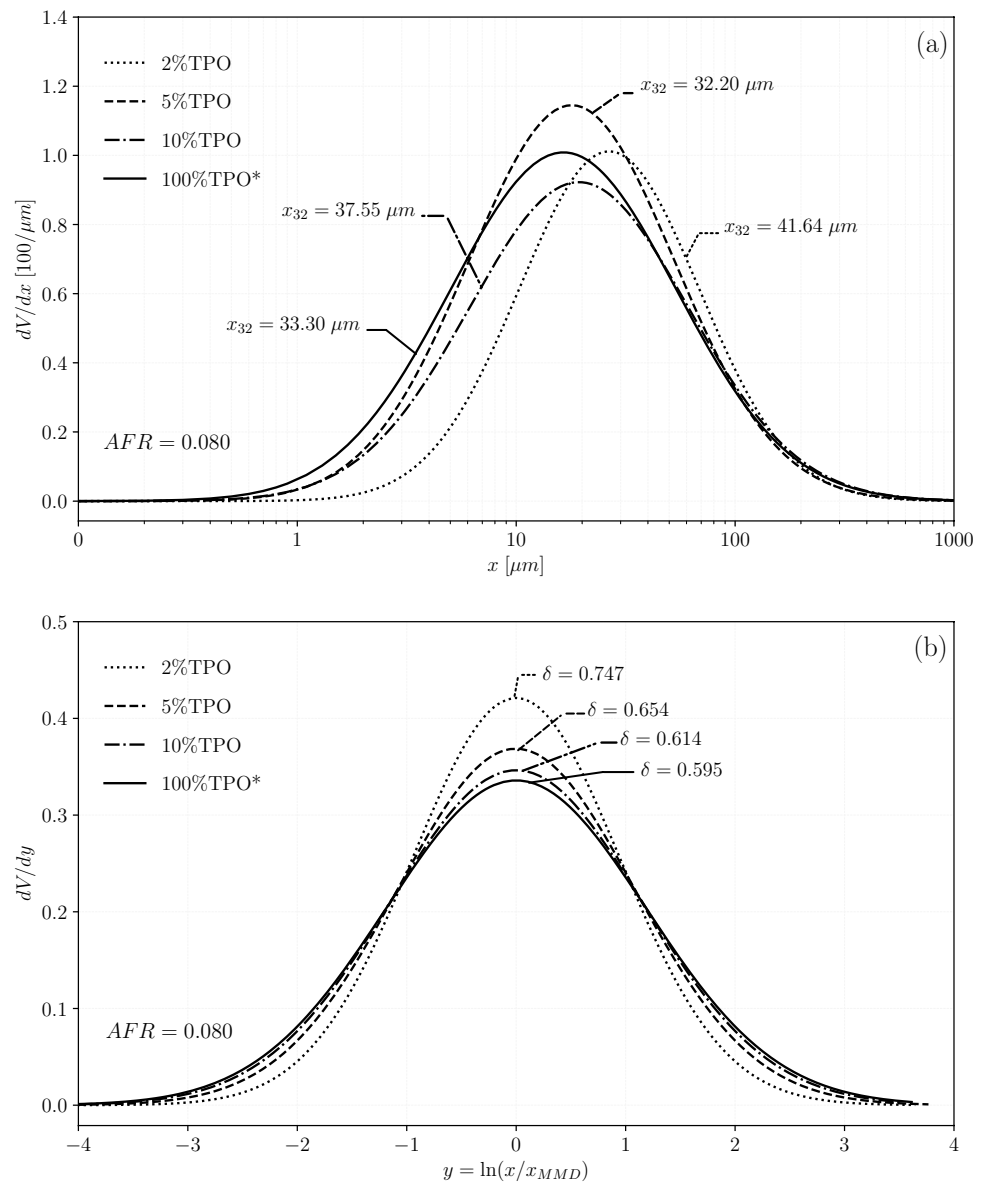 1.4
(a)
2%TPO
x32 = 32.20 μm
1.2
5%TPO
10%TPO
1.0
100%TPO*
x32 = 37.55 μm
0.8
x32 = 41.64 μm
dV/dx [100/μm]
0.6
x32 = 33.30 μm
0.4
AFR = 0.080
0.2
0.0
0 1 10 100 1000
x [μm]
0.5
(b)
2%TPO
δ = 0.747
5%TPO
δ = 0.654
0.4
10%TPO
δ = 0.614
100%TPO*
δ = 0.595
0.3
dV/dy
0.2
AFR = 0.080
0.1
0.0
−4 −3 −2 −1 0 1 2 3 4
y = ln(x/xMMD)